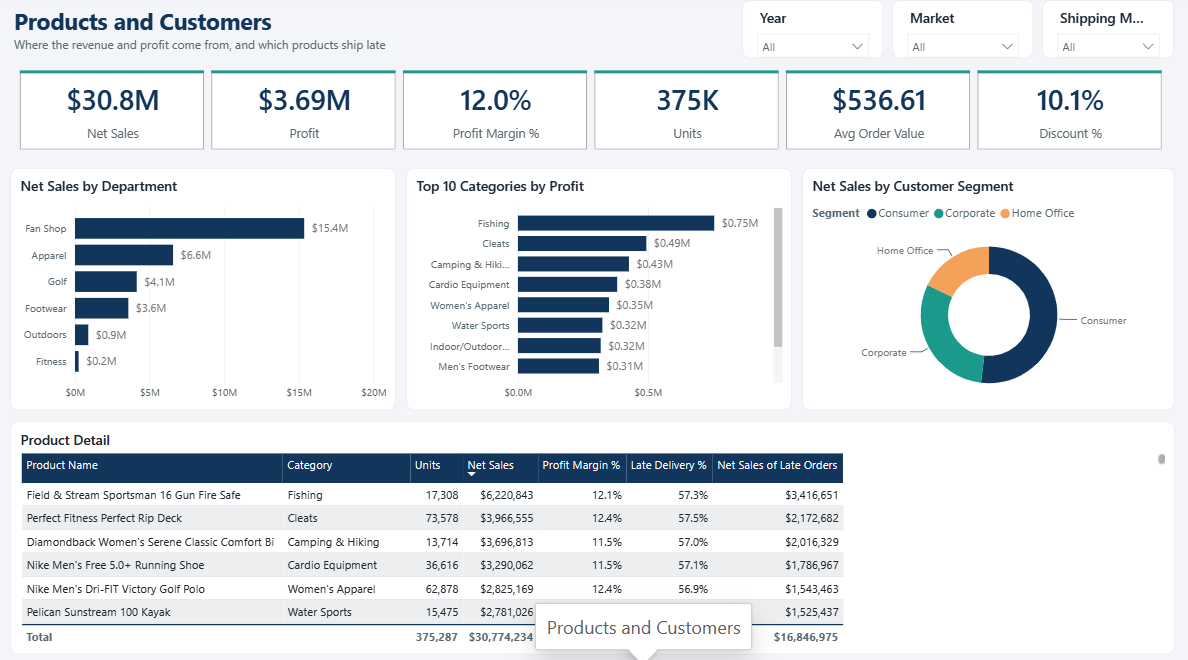 Products and Customers
Where the revenue and profit come from, and which products ship late
Year
All
Market
All
Shipping M...
All
$30.8M
Net Sales
$3.69M
Profit
12.0%
Profit Margin %
375K
Units
$536.61
Avg Order Value
10.1%
Discount %
Net Sales by Department
Fan Shop $15.4M
Apparel $6.6M
Golf $4.1M
Footwear $3.6M
Outdoors $0.9M
Fitness $0.2M
$0M $5M $10M $15M $20M
Top 10 Categories by Profit
Fishing $0.75M
Cleats $0.49M
Camping & Hiki... $0.43M
Cardio Equipment $0.38M
Women's Apparel $0.35M
Water Sports $0.32M
Indoor/Outdoor... $0.32M
Men's Footwear $0.31M
$0.0M $0.5M
Net Sales by Customer Segment
Segment Consumer Corporate Home Office
Home Office
Consumer
Corporate
Product Detail
Product Name Category Units Net Sales Profit Margin % Late Delivery % Net Sales of Late Orders
Field & Stream Sportsman 16 Gun Fire Safe Fishing 17,308 $6,220,843 12.1% 57.3% $3,416,651
Perfect Fitness Perfect Rip Deck Cleats 73,578 $3,966,555 12.4% 57.5% $2,172,682
Diamondback Women's Serene Classic Comfort Bi Camping & Hiking 13,714 $3,696,813 11.5% 57.0% $2,016,329
Nike Men's Free 5.0+ Running Shoe Cardio Equipment 36,616 $3,290,062 11.5% 57.1% $1,786,967
Nike Men's Dri-FIT Victory Golf Polo Women's Apparel 62,878 $2,825,169 12.4% 56.9% $1,543,463
Pelican Sunstream 100 Kayak Water Sports 15,475 $2,781,026 $1,525,437
Total 375,287 $30,774,234 $16,846,975
Products and Customers